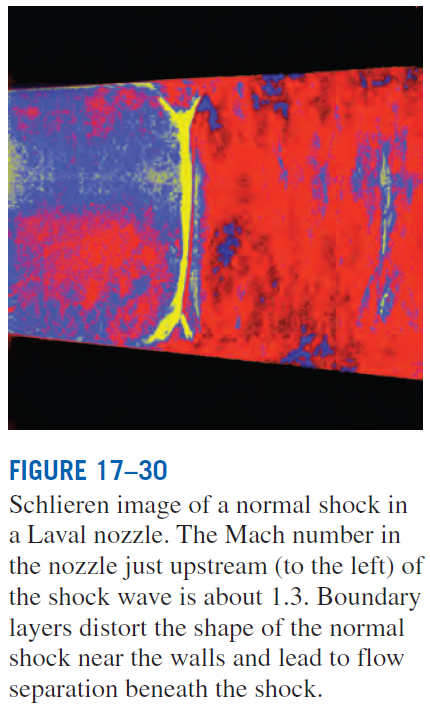 FIGURE 17–30
Schlieren image of a normal shock in
a Laval nozzle. The Mach number in
the nozzle just upstream (to the left) of
the shock wave is about 1.3. Boundary
layers distort the shape of the normal
shock near the walls and lead to flow
separation beneath the shock.